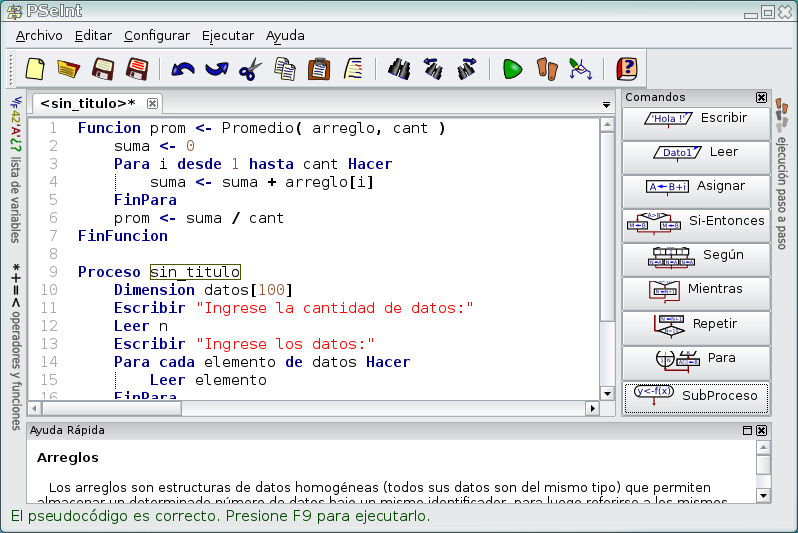 PSeInt
Archivo Editar Configurar Ejecutar Ayuda
<sin_titulo>*
1 Funcion prom <- Promedio( arreglo, cant )
2 suma <- 0
3 Para i desde 1 hasta cant Hacer
4 suma <- suma + arreglo[i]
5 FinPara
6 prom <- suma / cant
7 FinFuncion
8
9 Proceso sin_titulo
10 Dimension datos[100]
11 Escribir "Ingrese la cantidad de datos:"
12 Leer n
13 Escribir "Ingrese los datos:"
14 Para cada elemento de datos Hacer
15 Leer elemento
16 FinPara
lista de variables
* + = < operadores y funciones
Comandos
'Hola !' Escribir
Dato1 Leer
A←B+i Asignar
A>B Si-Entonces
Según
Mientras
Repetir
Para
y<-f(x) SubProceso
ejecución paso a paso
Ayuda Rápida
Arreglos
Los arreglos son estructuras de datos homogéneas (todos sus datos son del mismo tipo) que permiten
almacenar un determinado número de datos bajo un mismo identificador, para luego referirse a los mismos
El pseudocódigo es correcto. Presione F9 para ejecutarlo.